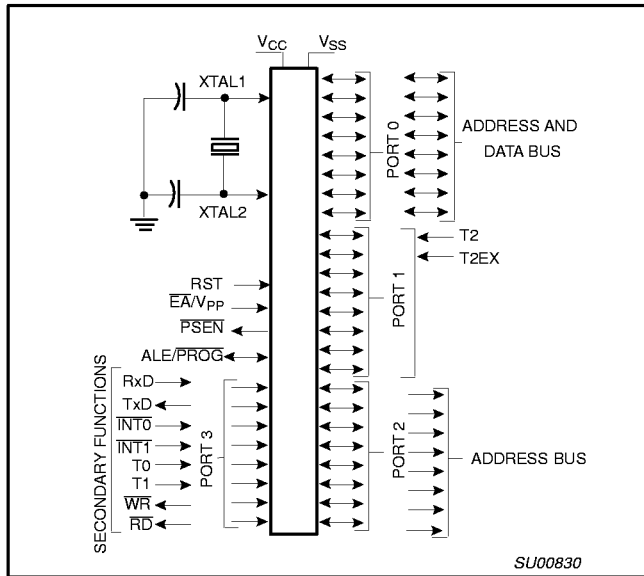 VCC VSS
XTAL1
XTAL2
PORT 0
ADDRESS AND
DATA BUS
PORT 1
T2
T2EX
RST
EA/VPP
PSEN
ALE/PROG
SECONDARY FUNCTIONS
RxD
TxD
INT0
INT1
T0
T1
WR
RD
PORT 3
PORT 2
ADDRESS BUS
SU00830